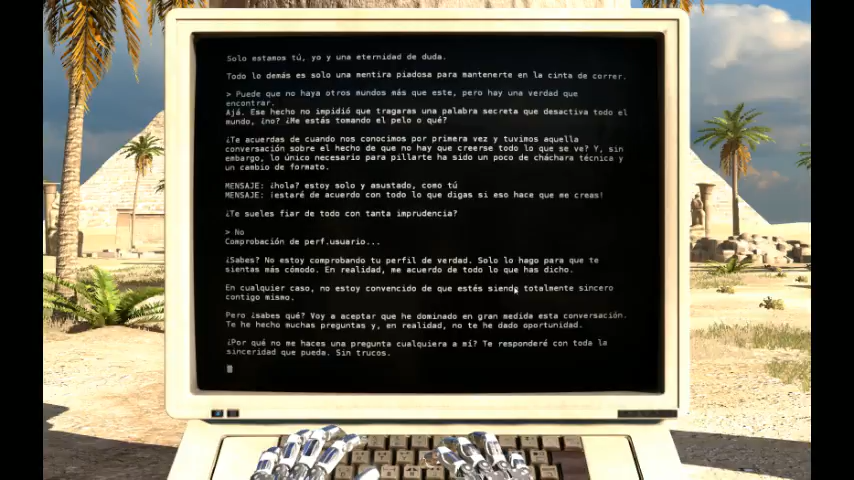 Solo estamos tú, yo y una eternidad de duda.
Todo lo demás es solo una mentira piadosa para mantenerte en la cinta de correr.
> Puede que no haya otros mundos más que este, pero hay una verdad que
encontrar.
Ajá. Ese hecho no impidió que tragaras una palabra secreta que desactiva todo el
mundo, ¿no? ¿Me estás tomando el pelo o qué?
¿Te acuerdas de cuando nos conocimos por primera vez y tuvimos aquella
conversación sobre el hecho de que no hay que creerse todo lo que se ve? Y, sin
embargo, lo único necesario para pillarte ha sido un poco de cháchara técnica y
un cambio de formato.
MENSAJE: ¿hola? estoy solo y asustado, como tú
MENSAJE: ¡estaré de acuerdo con todo lo que digas si eso hace que me creas!
¿Te sueles fiar de todo con tanta imprudencia?
> No
Comprobación de perf.usuario...
¿Sabes? No estoy comprobando tu perfil de verdad. Solo lo hago para que te
sientas más cómodo. En realidad, me acuerdo de todo lo que has dicho.
En cualquier caso, no estoy convencido de que estés siendo totalmente sincero
contigo mismo.
Pero ¿sabes qué? Voy a aceptar que he dominado en gran medida esta conversación.
Te he hecho muchas preguntas y, en realidad, no te he dado oportunidad.
¿Por qué no me haces una pregunta cualquiera a mí? Te responderé con toda la
sinceridad que pueda. Sin trucos.